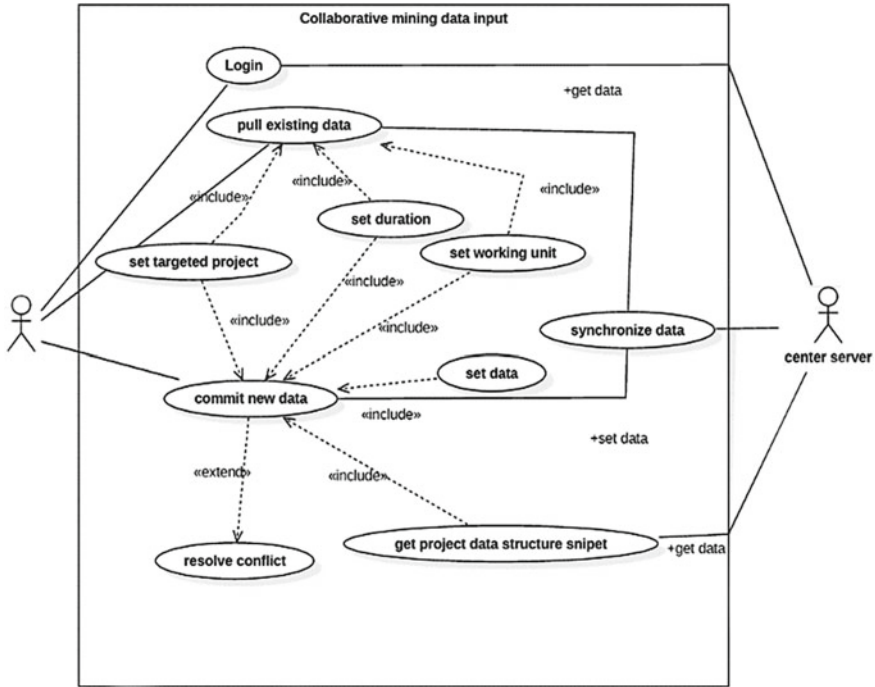 Collaborative mining data input
Login
+get data
pull existing data
«include»
«include»
«include»
set duration
set targeted project
set working unit
«include»
«include»
«include»
synchronize data
center server
set data
commit new data
«include»
+set data
«extend»
«include»
get project data structure snipet
+get data
resolve conflict